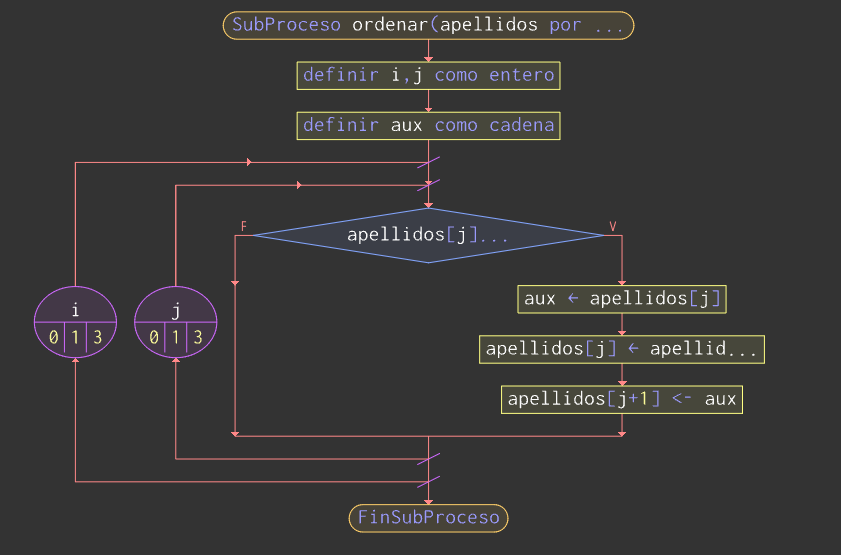 SubProceso ordenar(apellidos por ...
definir i,j como entero
definir aux como cadena
F
apellidos[j]...
V
i
0 1 3
j
0 1 3
aux ← apellidos[j]
apellidos[j] ← apellid...
apellidos[j+1] <- aux
FinSubProceso